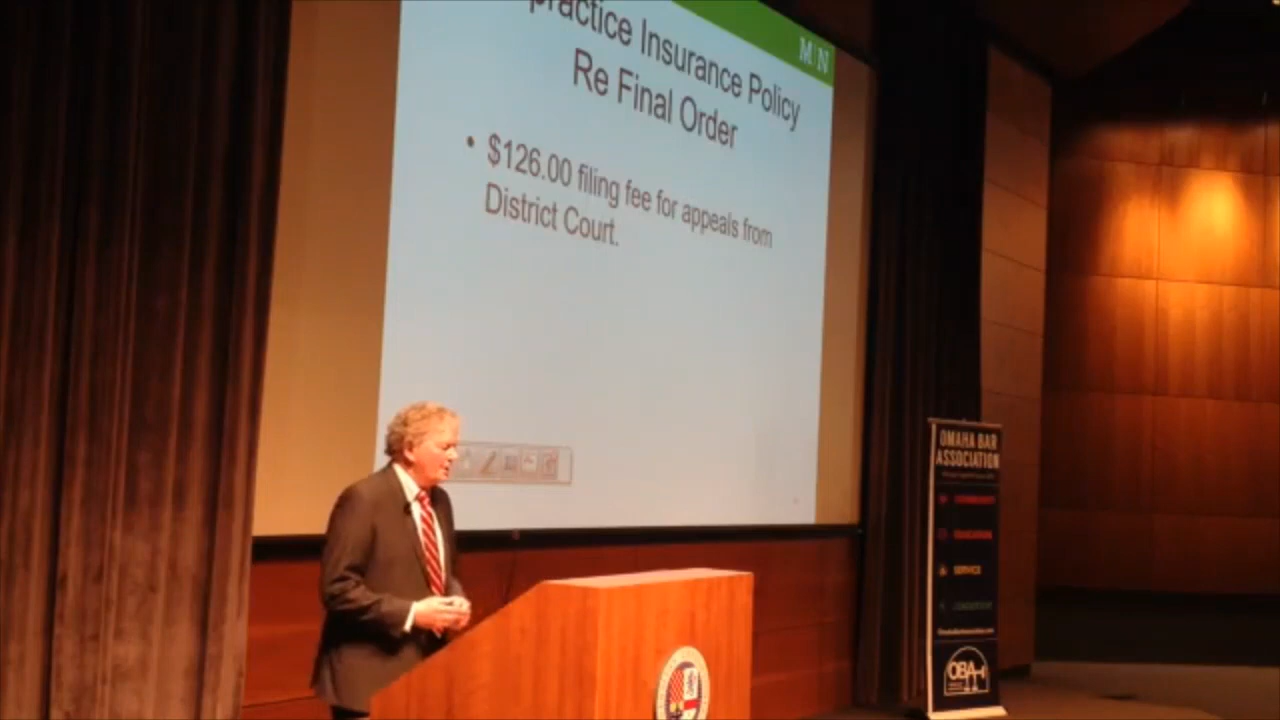 practice Insurance Policy
Re Final Order
M N
• $126.00 filing fee for appeals from
District Court.
OMAHA BAR
ASSOCIATION
SERVICE
LEADERSHIP
OBA